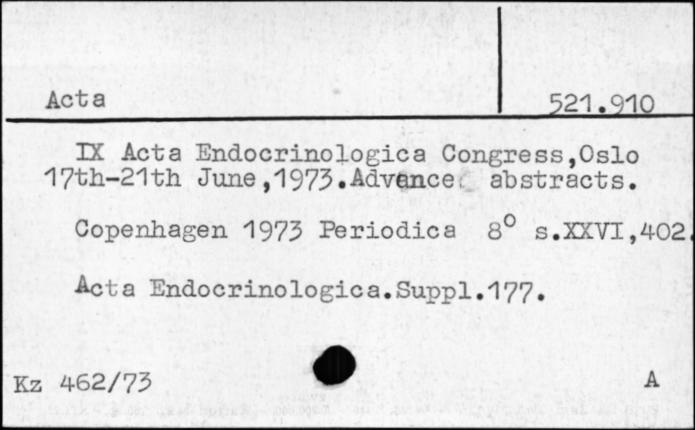 Acta 521.910
IX Acta Endocrinologica Congress,Oslo
17th-21th June,1973.Advance abstracts.
Copenhagen 1973 Periodica 8° s.XXVI,402.
Acta Endocrinologica.Suppl.177.
Kz 462/73 A